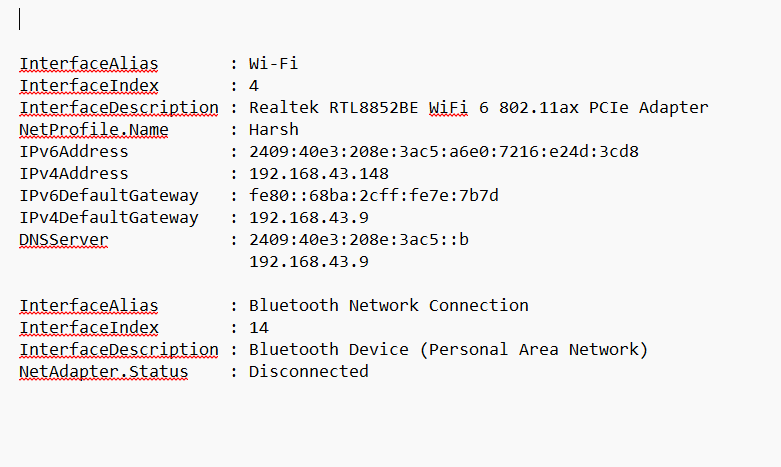 InterfaceAlias : Wi-Fi
InterfaceIndex : 4
InterfaceDescription : Realtek RTL8852BE WiFi 6 802.11ax PCIe Adapter
NetProfile.Name : Harsh
IPv6Address : 2409:40e3:208e:3ac5:a6e0:7216:e24d:3cd8
IPv4Address : 192.168.43.148
IPv6DefaultGateway : fe80::68ba:2cff:fe7e:7b7d
IPv4DefaultGateway : 192.168.43.9
DNSServer : 2409:40e3:208e:3ac5::b
192.168.43.9
InterfaceAlias : Bluetooth Network Connection
InterfaceIndex : 14
InterfaceDescription : Bluetooth Device (Personal Area Network)
NetAdapter.Status : Disconnected